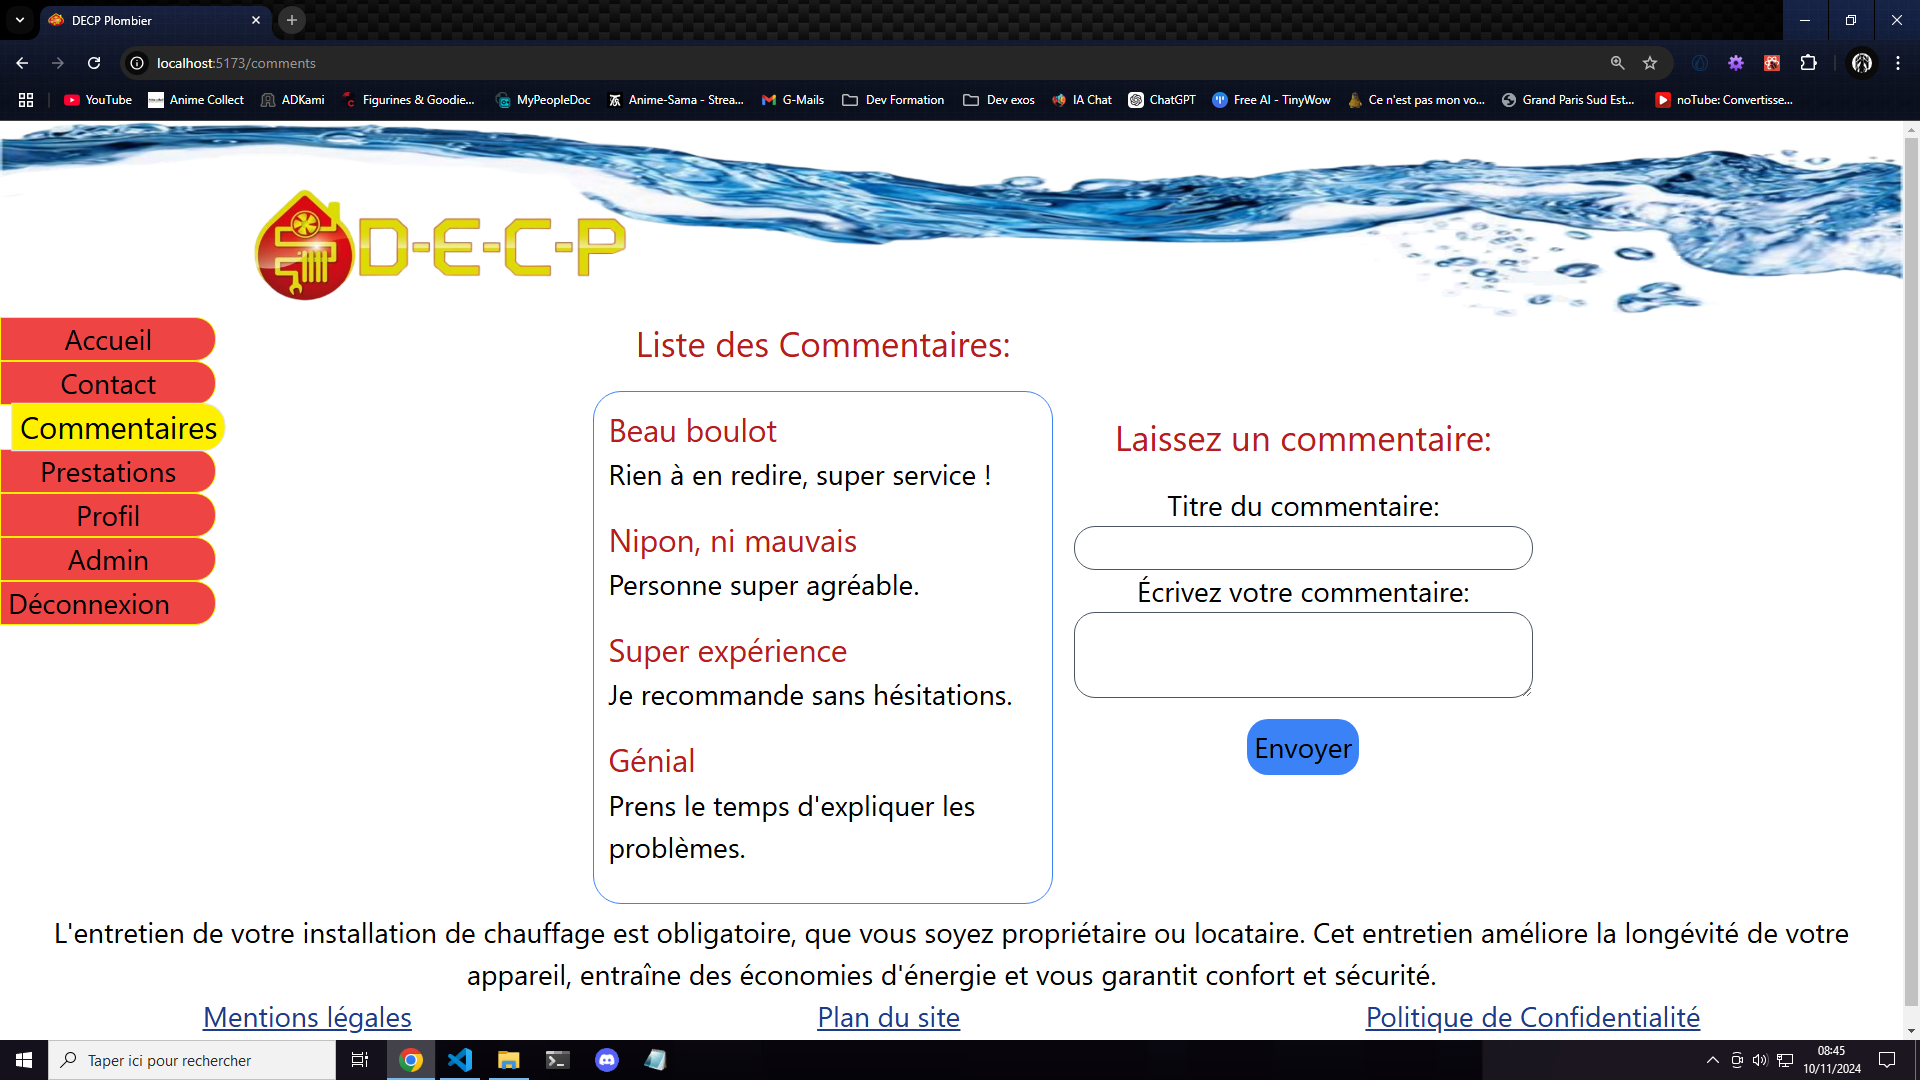 DECP Plombier
localhost:5173/comments
YouTube
Anime Collect
ADKami
Figurines & Goodie...
MyPeopleDoc
Anime-Sama - Strea...
G-Mails
Dev Formation
Dev exos
IA Chat
ChatGPT
Free AI - TinyWow
Ce n'est pas mon vo...
Grand Paris Sud Est...
noTube: Convertisse...
D-E-C-P
Accueil
Contact
Commentaires
Prestations
Profil
Admin
Déconnexion
Liste des Commentaires:
Beau boulot
Rien à en redire, super service !
Nipon, ni mauvais
Personne super agréable.
Super expérience
Je recommande sans hésitations.
Génial
Prens le temps d'expliquer les
problèmes.
Laissez un commentaire:
Titre du commentaire:
Écrivez votre commentaire:
Envoyer
L'entretien de votre installation de chauffage est obligatoire, que vous soyez propriétaire ou locataire. Cet entretien améliore la longévité de votre
appareil, entraîne des économies d'énergie et vous garantit confort et sécurité.
Mentions légales
Plan du site
Politique de Confidentialité
Taper ici pour rechercher
08:45
10/11/2024